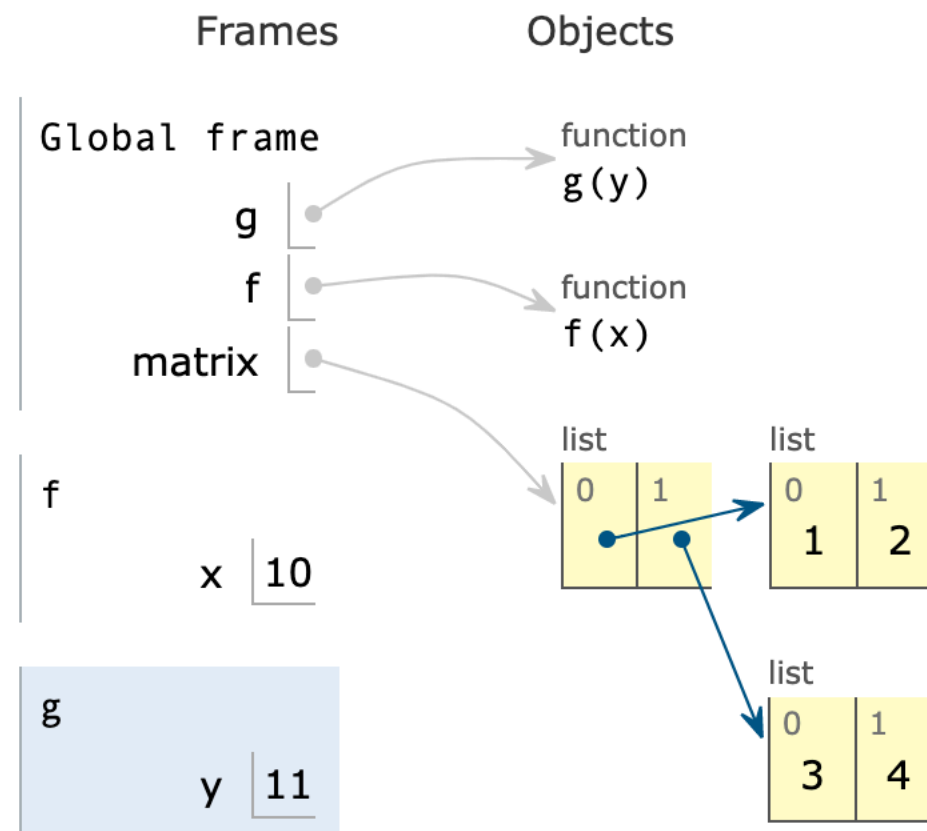 Frames Objects
Global frame
function
g(y)
g
f
function
f(x)
matrix
list list
0 1 0 1
1 2
f
x 10
list
0 1
3 4
g
y 11